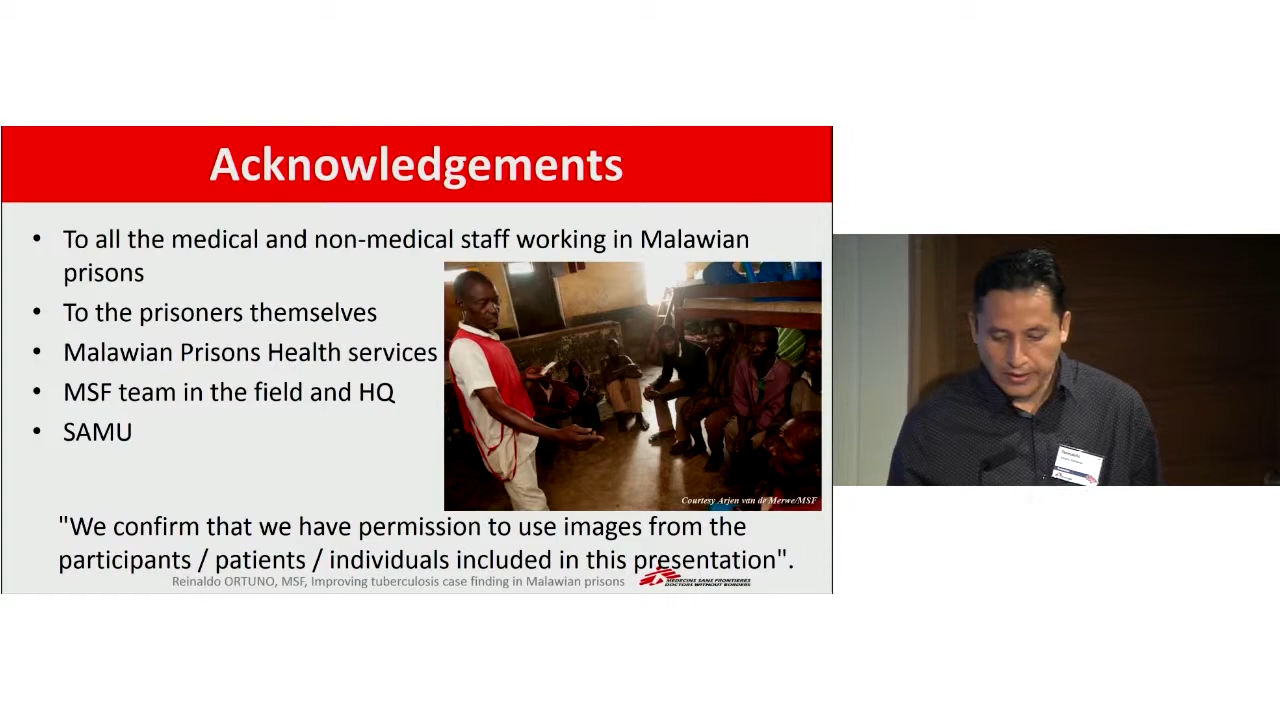 Acknowledgements
• To all the medical and non-medical staff working in Malawian
prisons
• To the prisoners themselves
• Malawian Prisons Health services
• MSF team in the field and HQ
• SAMU
Courtesy Arjen van de Merwe/MSF
"We confirm that we have permission to use images from the
participants / patients / individuals included in this presentation".
Reinaldo ORTUNO, MSF, Improving tuberculosis case finding in Malawian prisons
MEDECINS SANS FRONTIERES
DOCTORS WITHOUT BORDERS